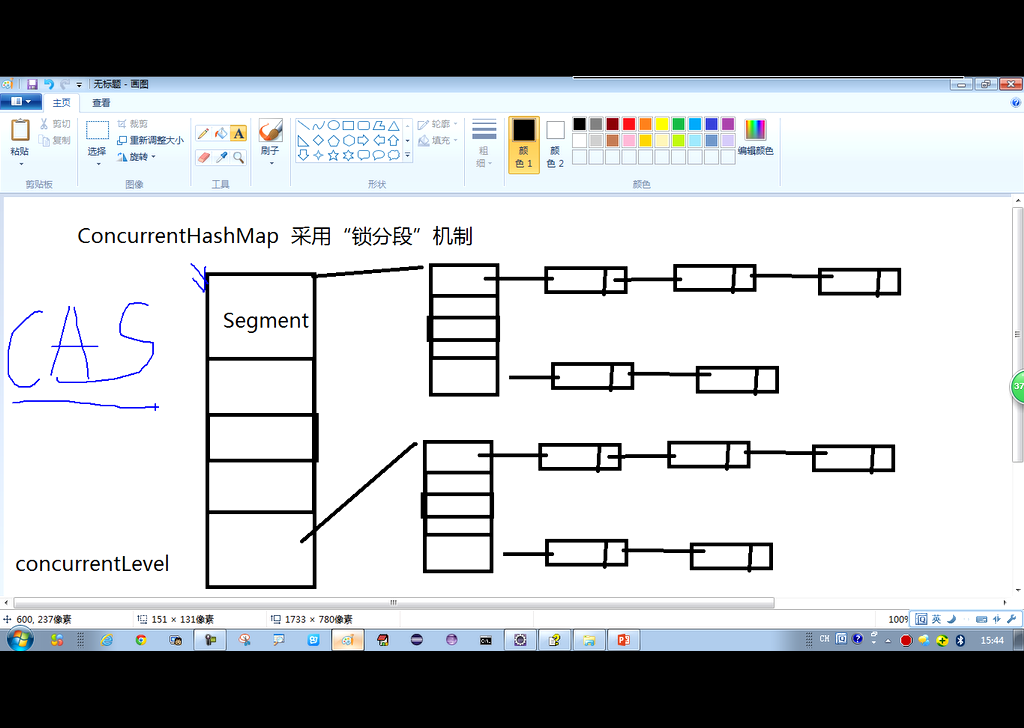 无标题 - 画图
主页 查看
粘贴
剪切
复制
剪贴板
选择
裁剪
重新调整大小
旋转
图像
A
工具
刷子
轮廓
填充
形状
粗
细
颜
色 1
颜
色 2
编辑颜色
颜色
ConcurrentHashMap 采用“锁分段”机制
CAS
Segment
concurrentLevel
37
600, 237像素
151 × 131像素
1733 × 780像素
100%
英
CH
15:44